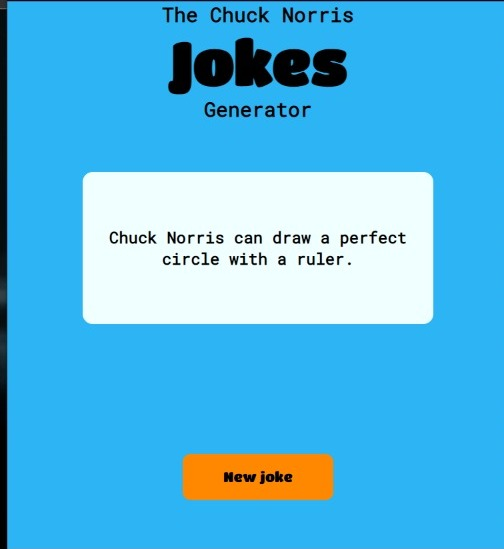 The Chuck Norris
Jokes
Generator
Chuck Norris can draw a perfect
circle with a ruler.
New joke